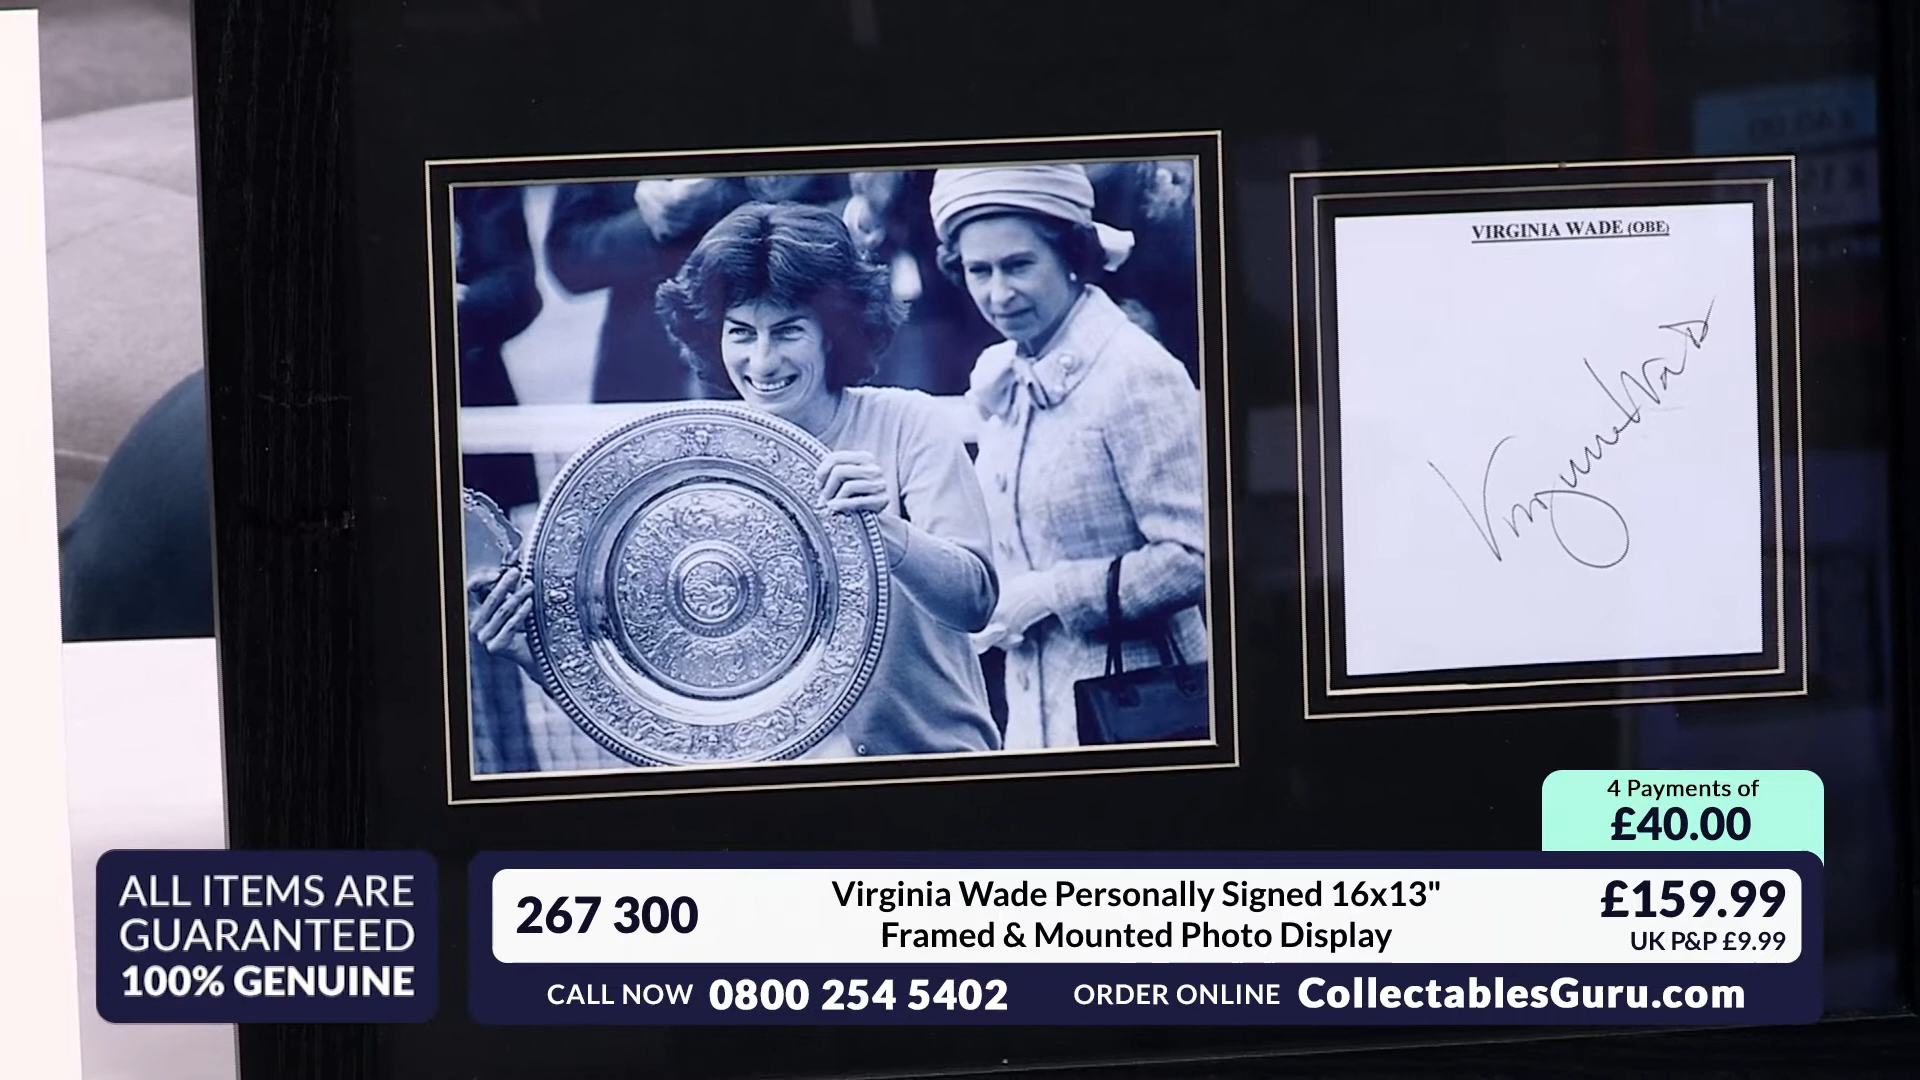 VIRGINIA WADE (OBE)
Virginia Wade
4 Payments of
£40.00
ALL ITEMS ARE
GUARANTEED
100% GENUINE
267 300
Virginia Wade Personally Signed 16x13"
Framed & Mounted Photo Display
£159.99
UK P&P £9.99
CALL NOW 0800 254 5402
ORDER ONLINE CollectablesGuru.com